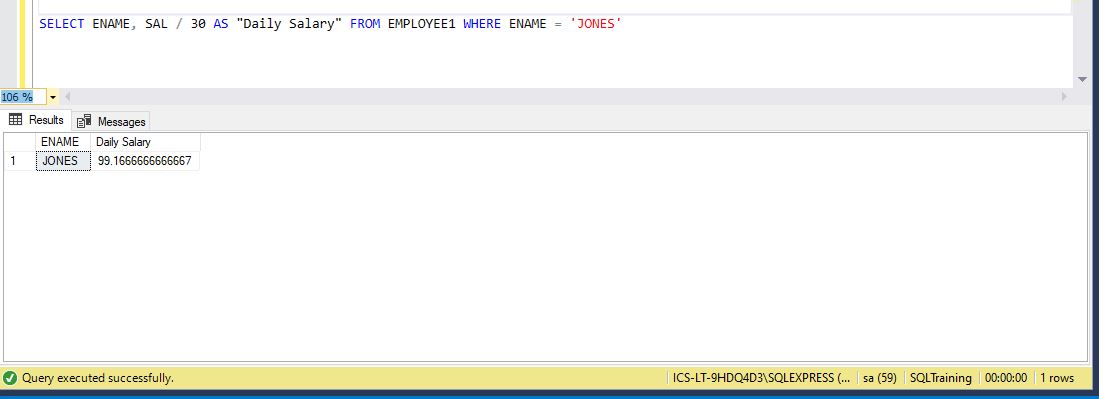 SELECT ENAME, SAL / 30 AS "Daily Salary" FROM EMPLOYEE1 WHERE ENAME = 'JONES'
106 %
Results Messages
ENAME Daily Salary
1 JONES 99.1666666666667
Query executed successfully. ICS-LT-9HDQ4D3\SQLEXPRESS (... sa (59) SQLTraining 00:00:00 1 rows